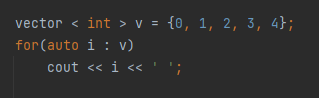 vector < int > v = {0, 1, 2, 3, 4};
for(auto i : v)
    cout << i << ' ';